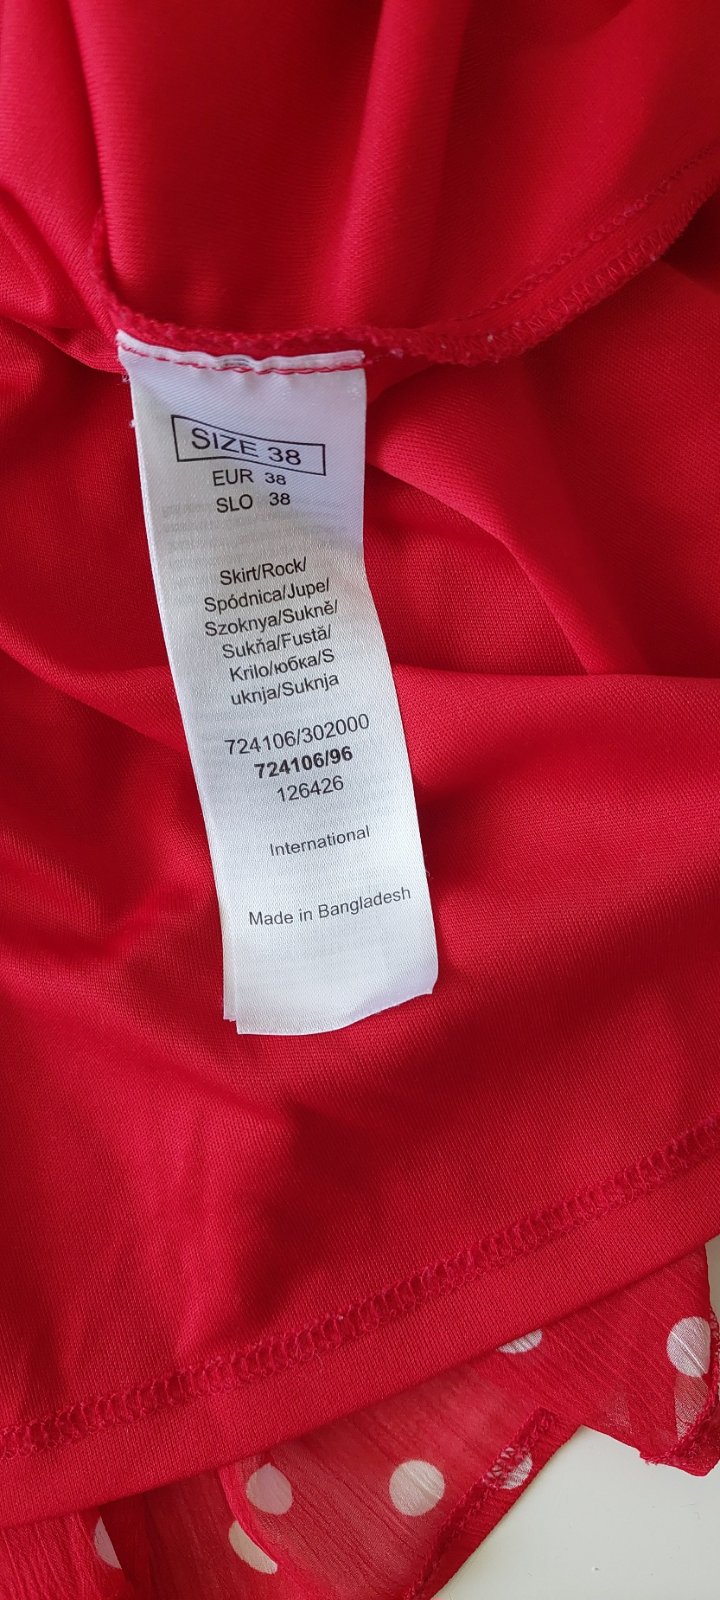 SIZE 38
EUR 38
SLO 38
Skirt/Rock/
Spódnica/Jupe/
Szoknya/Sukně/
Sukňa/Fustă/
Krilo/юбка/S
uknja/Suknja
724106/302000
724106/96
126426
International
Made in Bangladesh